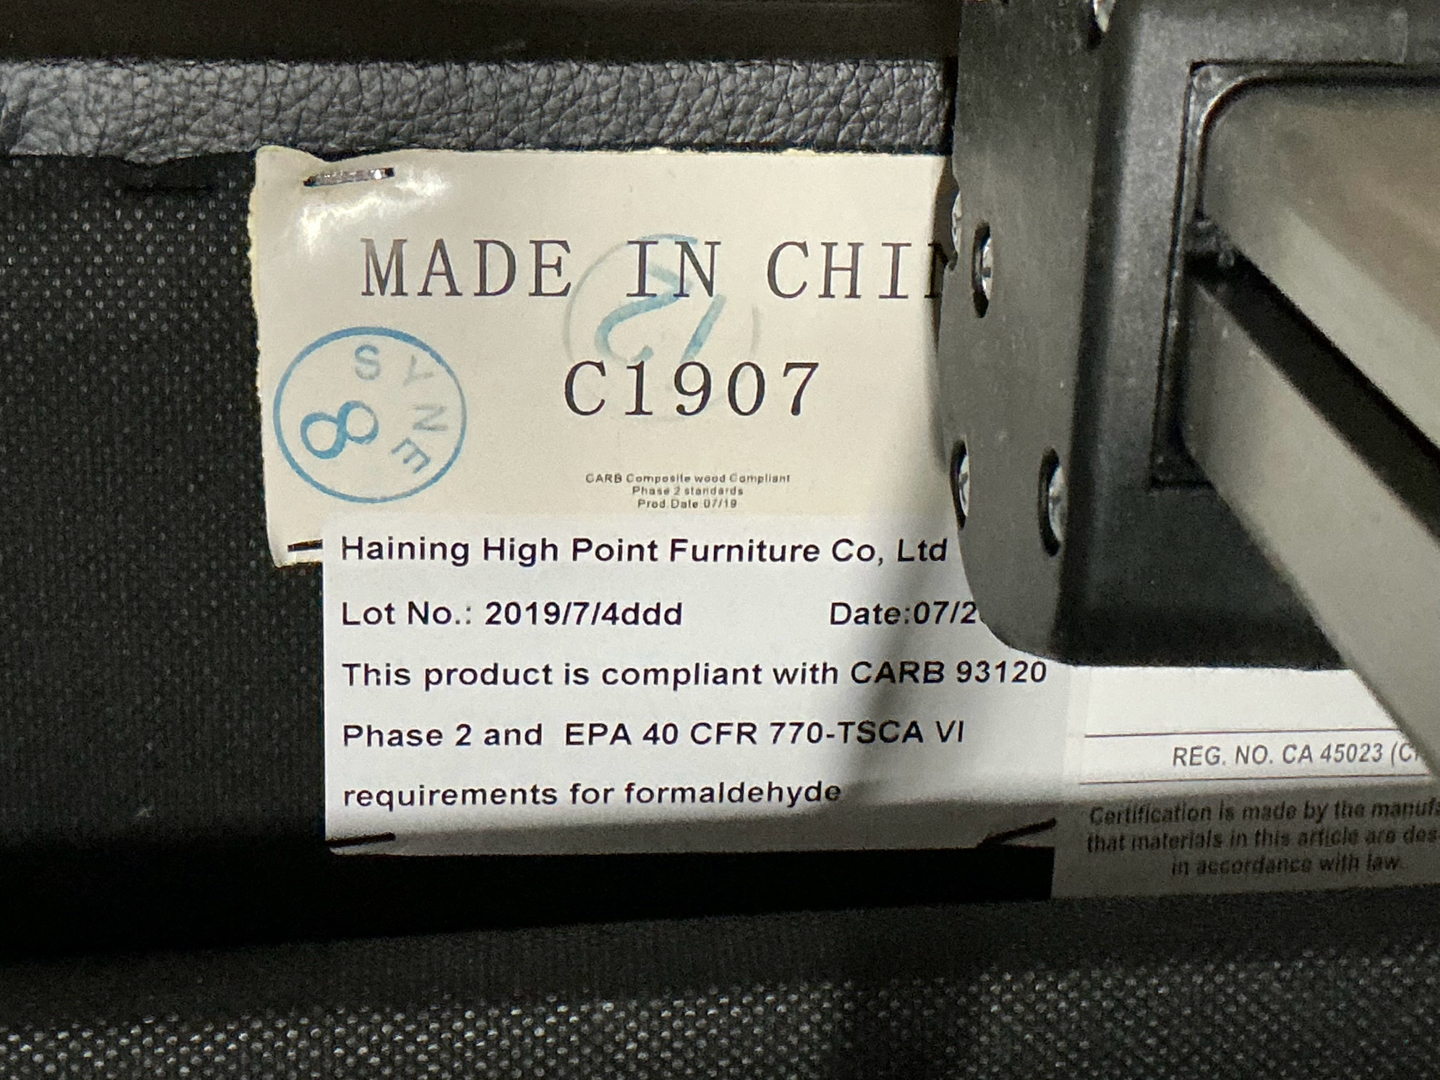 MADE IN CHIN
C1907
SYNE
8
12
CARB Composite wood Compliant
Phase 2 standards
Prod.Date:07/19
Haining High Point Furniture Co, Ltd
Lot No.: 2019/7/4ddd Date:07/2
This product is compliant with CARB 93120
Phase 2 and EPA 40 CFR 770-TSCA VI
requirements for formaldehyde
REG. NO. CA 45023 (C
Certification is made by the manufa
that materials in this article are des
in accordance with law.